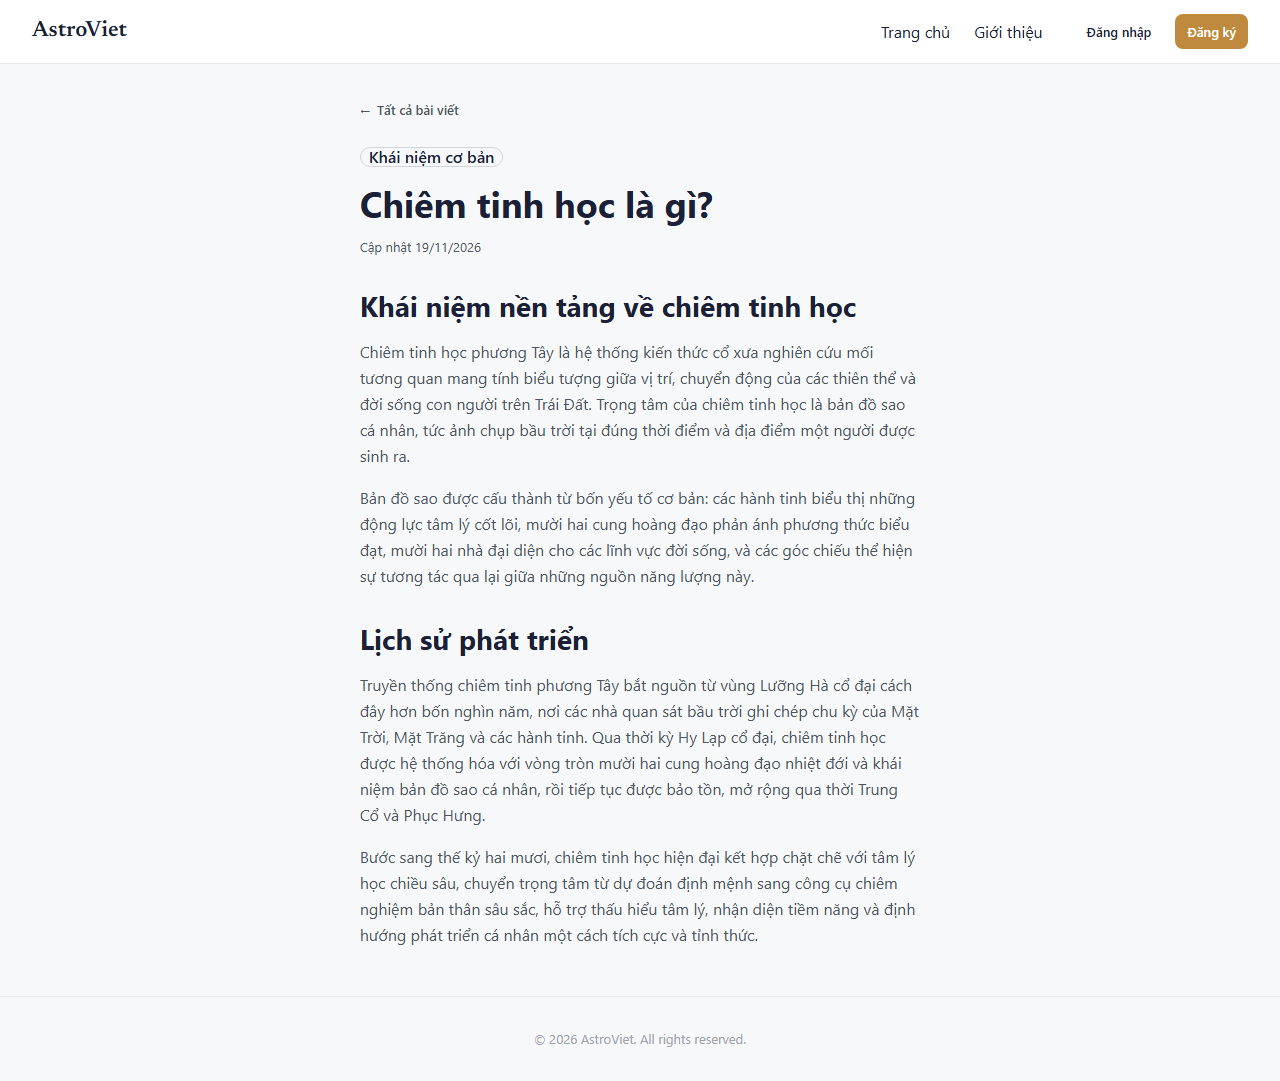 AstroViet
Trang chủ
Giới thiệu
Đăng nhập
Đăng ký
← Tất cả bài viết
Khái niệm cơ bản
Chiêm tinh học là gì?
Cập nhật 19/11/2026
Khái niệm nền tảng về chiêm tinh học
Chiêm tinh học phương Tây là hệ thống kiến thức cổ xưa nghiên cứu mối
tương quan mang tính biểu tượng giữa vị trí, chuyển động của các thiên thể và
đời sống con người trên Trái Đất. Trọng tâm của chiêm tinh học là bản đồ sao
cá nhân, tức ảnh chụp bầu trời tại đúng thời điểm và địa điểm một người được
sinh ra.
Bản đồ sao được cấu thành từ bốn yếu tố cơ bản: các hành tinh biểu thị những
động lực tâm lý cốt lõi, mười hai cung hoàng đạo phản ánh phương thức biểu
đạt, mười hai nhà đại diện cho các lĩnh vực đời sống, và các góc chiếu thể hiện
sự tương tác qua lại giữa những nguồn năng lượng này.
Lịch sử phát triển
Truyền thống chiêm tinh phương Tây bắt nguồn từ vùng Lưỡng Hà cổ đại cách
đây hơn bốn nghìn năm, nơi các nhà quan sát bầu trời ghi chép chu kỳ của Mặt
Trời, Mặt Trăng và các hành tinh. Qua thời kỳ Hy Lạp cổ đại, chiêm tinh học
được hệ thống hóa với vòng tròn mười hai cung hoàng đạo nhiệt đới và khái
niệm bản đồ sao cá nhân, rồi tiếp tục được bảo tồn, mở rộng qua thời Trung
Cổ và Phục Hưng.
Bước sang thế kỷ hai mươi, chiêm tinh học hiện đại kết hợp chặt chẽ với tâm lý
học chiều sâu, chuyển trọng tâm từ dự đoán định mệnh sang công cụ chiêm
nghiệm bản thân sâu sắc, hỗ trợ thấu hiểu tâm lý, nhận diện tiềm năng và định
hướng phát triển cá nhân một cách tích cực và tỉnh thức.
© 2026 AstroViet. All rights reserved.